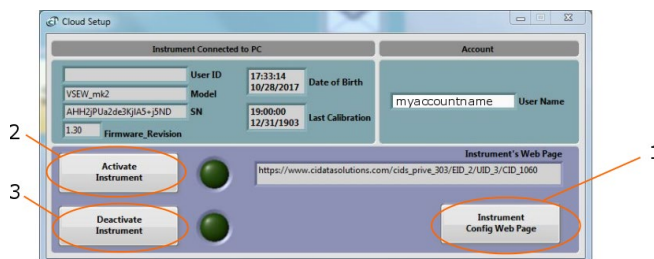 Cloud Setup
Instrument Connected to PC
Account
User ID
17:33:14
10/28/2017
Date of Birth
VSEW_mk2
Model
myaccountname
User Name
AHH2jPUa2de3KjIA5+j5ND
SN
19:00:00
12/31/1903
Last Calibration
1.30
Firmware_Revision
2
Activate
Instrument
Instrument's Web Page
https://www.cidatasolutions.com/cids_prive_303/EID_2/UID_3/CID_1060
1
3
Deactivate
Instrument
Instrument
Config Web Page